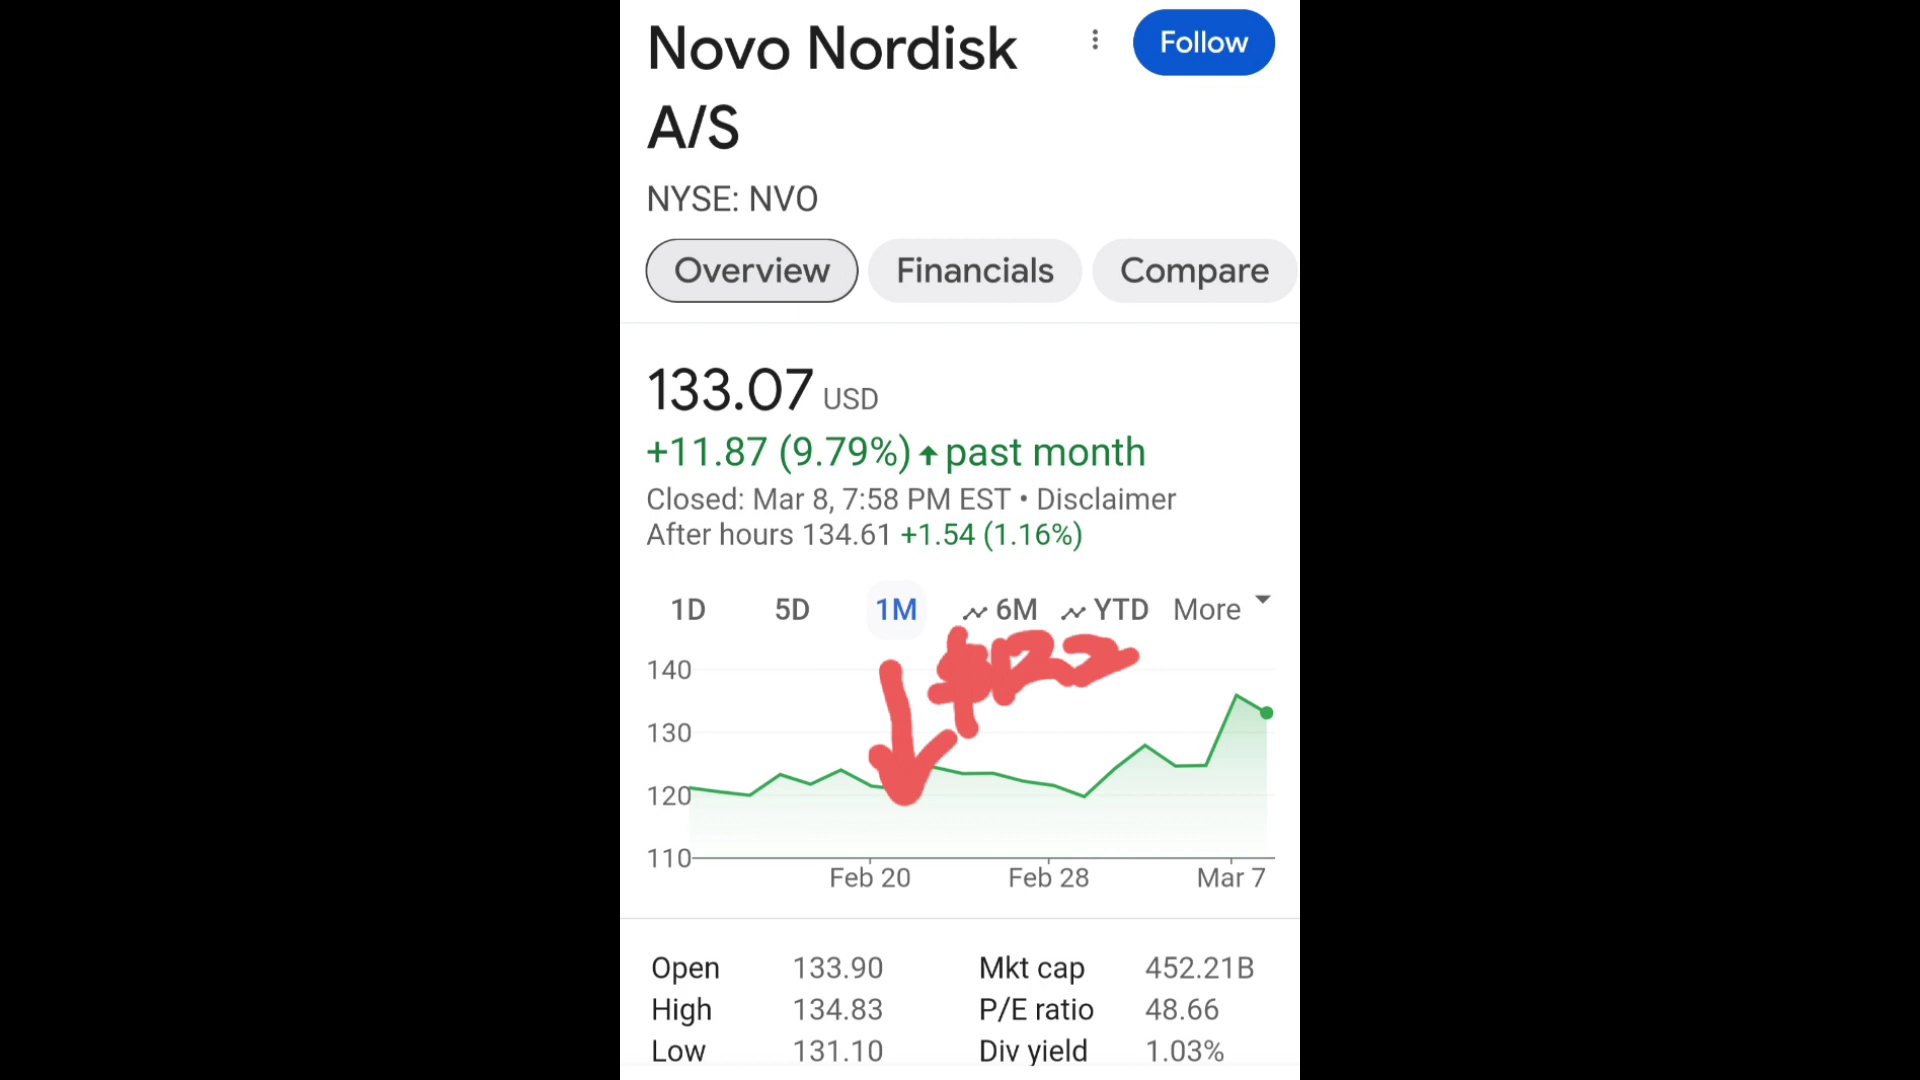 Novo Nordisk
A/S
Follow
NYSE: NVO
Overview Financials Compare
133.07 USD
+11.87 (9.79%) past month
Closed: Mar 8, 7:58 PM EST • Disclaimer
After hours 134.61 +1.54 (1.16%)
1D 5D 1M 6M YTD More
$122
140
130
120
110
Feb 20 Feb 28 Mar 7
Open 133.90 Mkt cap 452.21B
High 134.83 P/E ratio 48.66
Low 131.10 Div yield 1.03%